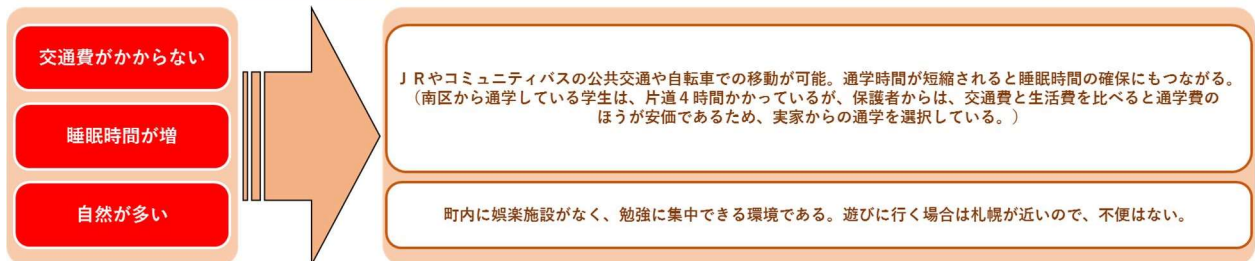 交通費がかからない
睡眠時間が増
自然が多い
ＪＲやコミュニティバスの公共交通や自転車での移動が可能。通学時間が短縮されると睡眠時間の確保にもつながる。
（南区から通学している学生は、片道４時間かかっているが、保護者からは、交通費と生活費を比べると通学費の
ほうが安価であるため、実家からの通学を選択している。）
町内に娯楽施設がなく、勉強に集中できる環境である。遊びに行く場合は札幌が近いので、不便はない。